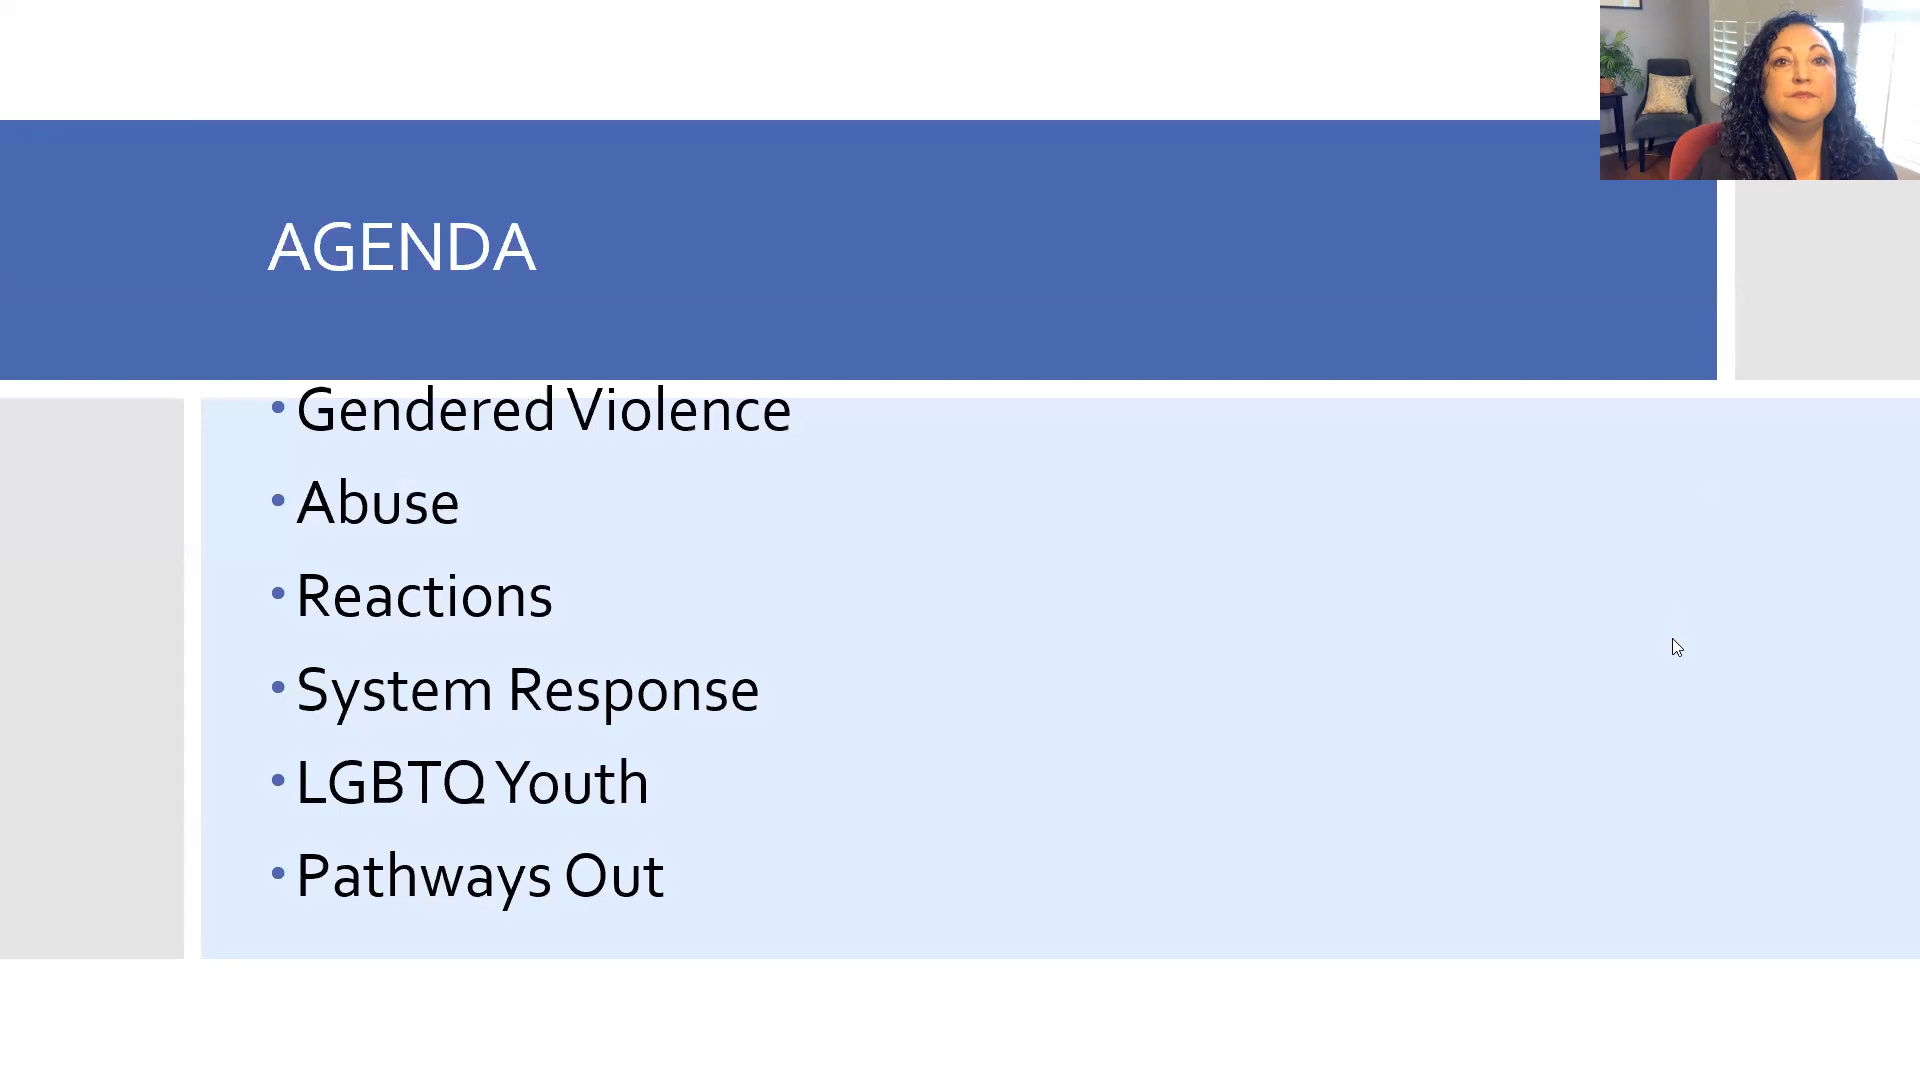 AGENDA
• Gendered Violence
• Abuse
• Reactions
• System Response
• LGBTQ Youth
• Pathways Out